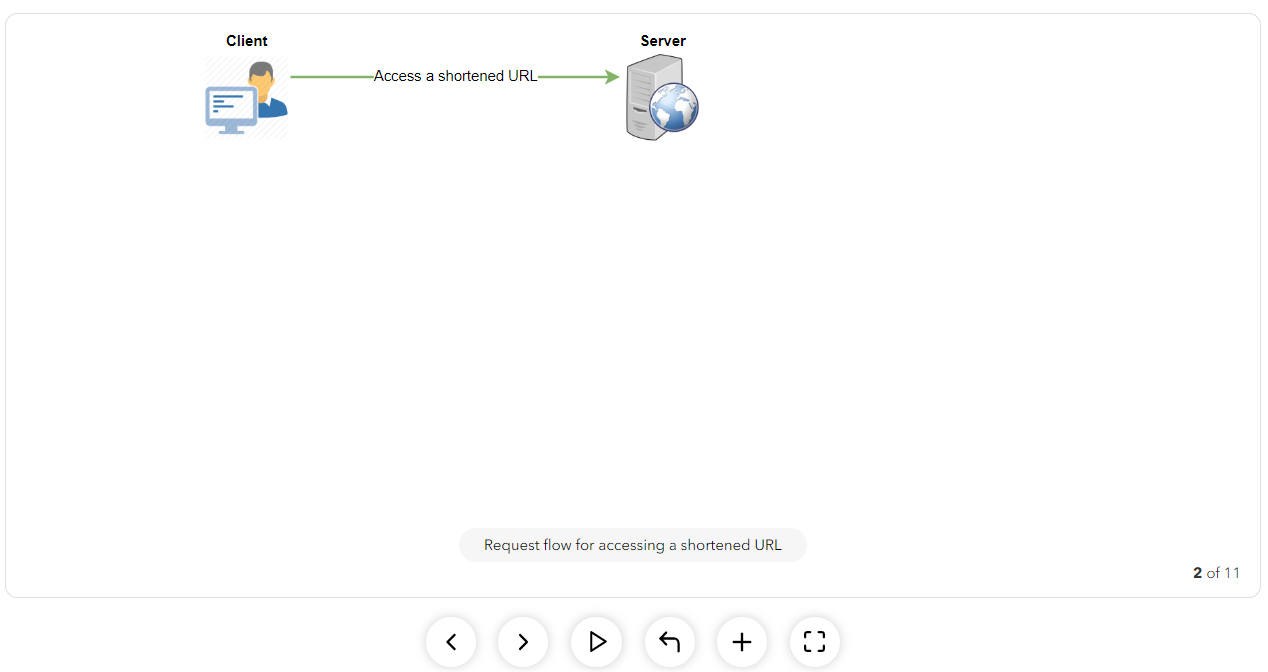 Client
Server
Access a shortened URL
Request flow for accessing a shortened URL
2 of 11